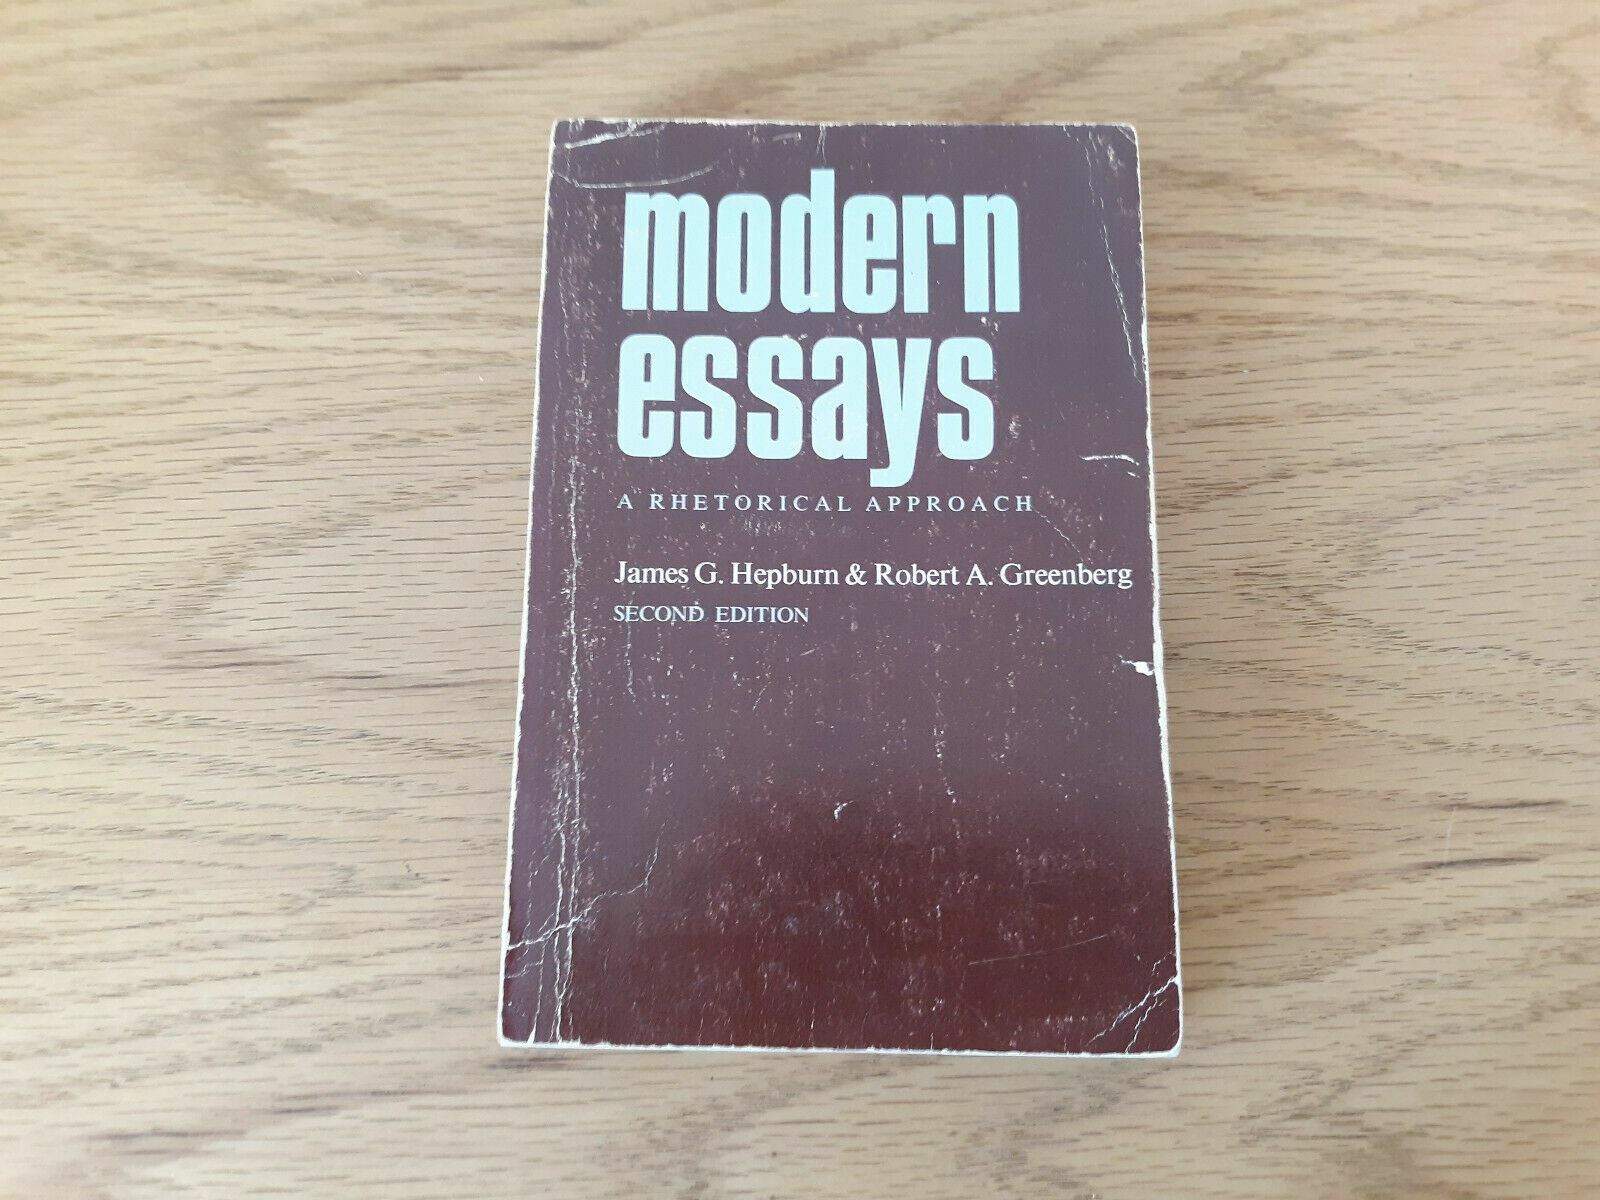 modern
essays
A RHETORICAL APPROACH
James G. Hepburn & Robert A. Greenberg
SECOND EDITION